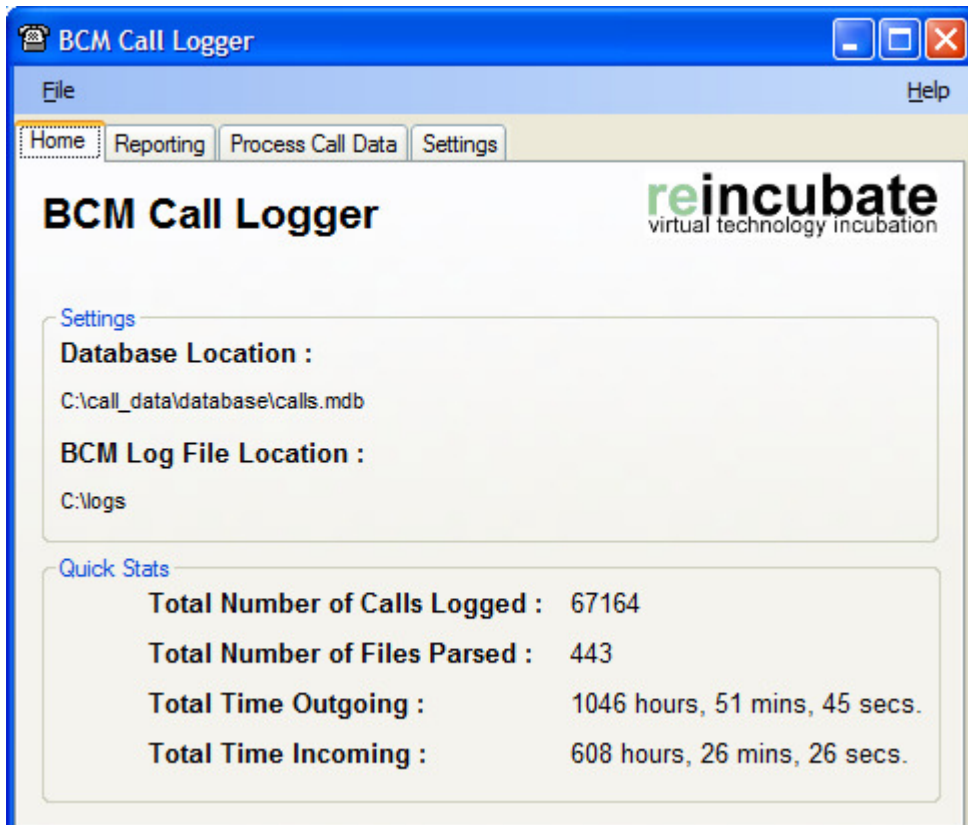 BCM Call Logger
File Help
Home Reporting Process Call Data Settings
BCM Call Logger
reincubate
virtual technology incubation
Settings
Database Location :
C:\call_data\database\calls.mdb
BCM Log File Location :
C:\logs
Quick Stats
Total Number of Calls Logged : 67164
Total Number of Files Parsed : 443
Total Time Outgoing : 1046 hours, 51 mins, 45 secs.
Total Time Incoming : 608 hours, 26 mins, 26 secs.